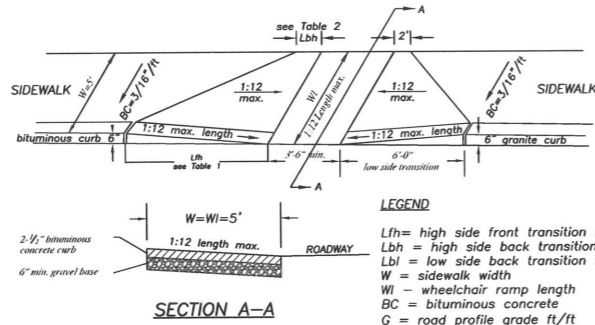 A
see Table 2
Lbh
2'
SIDEWALK
W=5'
BC=3/16"/ft
1:12
max.
Wl
1:12 Length max.
1:12
max.
BC=3/16"/ft
SIDEWALK
bituminous curb 6"
1:12 max. length
1:12 max. length
6" granite curb
Lfh
see Table 1
3'-6" min.
6'-0"
low side transition
A
W=Wl=5'
1:12 length max.
2-1/2" bituminous
concrete curb
ROADWAY
6" min. gravel base
SECTION A-A
LEGEND
Lfh= high side front transition
Lbh = high side back transition
Lbl = low side back transition
W = sidewalk width
Wl - wheelchair ramp length
BC = bituminous concrete
G = road profile grade ft/ft